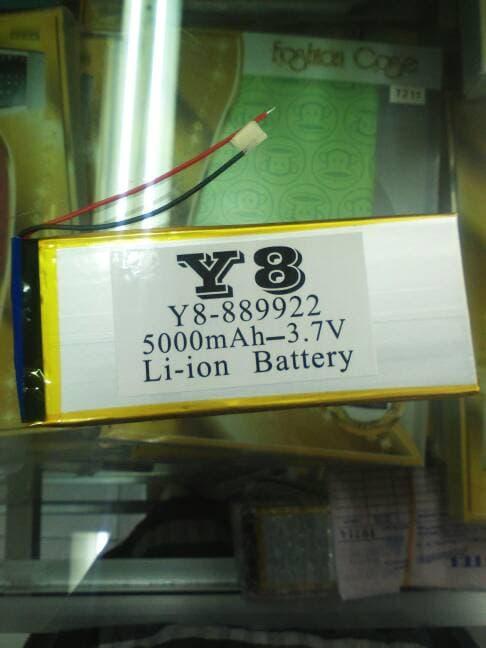 Fashion Case
7211
Y8
Y8-889922
5000mAh-3.7V
Li-ion Battery